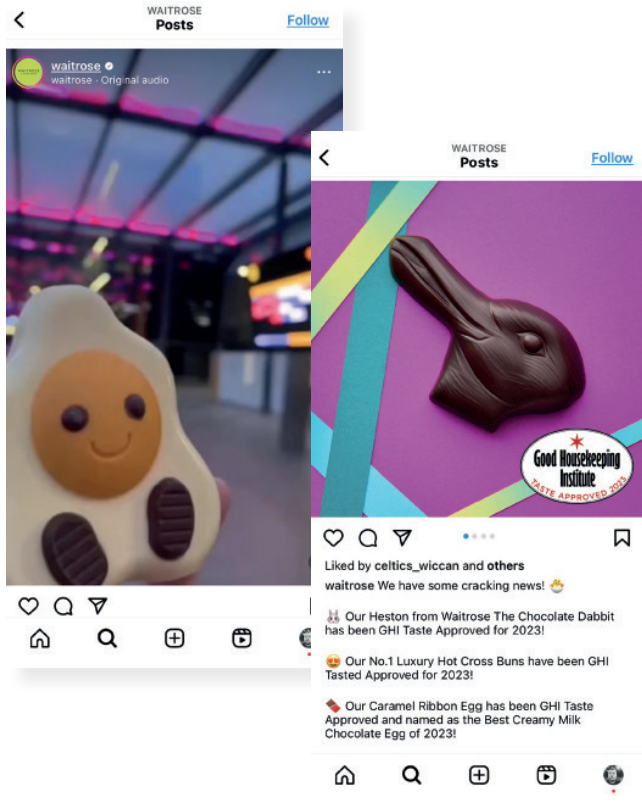 WAITROSE
Posts
Follow
WAITROSE
waitrose
waitrose · Original audio
WAITROSE
Posts
Follow
Good Housekeeping
Institute
TASTE APPROVED 2023
Liked by celtics_wiccan and others
waitrose We have some cracking news! 🐣
🐰 Our Heston from Waitrose The Chocolate Dabbit
has been GHI Taste Approved for 2023!
😍 Our No.1 Luxury Hot Cross Buns have been GHI
Tasted Approved for 2023!
🍫 Our Caramel Ribbon Egg has been GHI Taste
Approved and named as the Best Creamy Milk
Chocolate Egg of 2023!